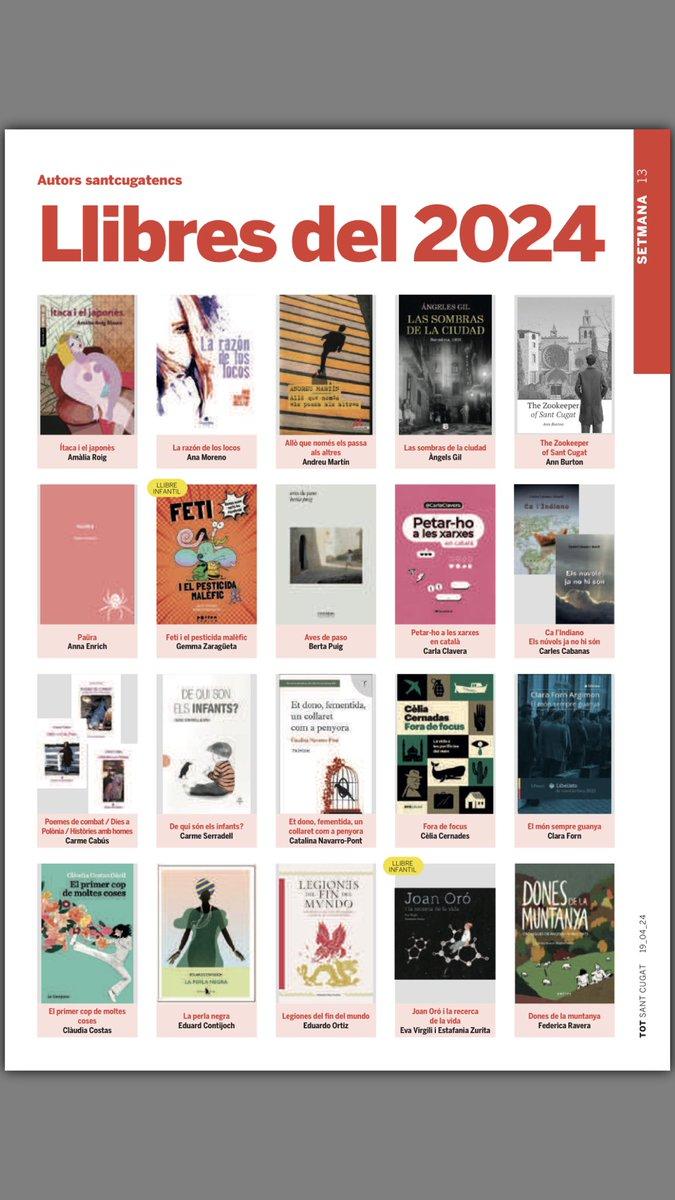 SETMANA 13
Autors santcugatencs
Llibres del 2024
Ítaca i el japonès
Amàlia Roig Blanco
Ítaca i el japonès
Amàlia Roig
La razón
de los
locos
La razón de los locos
Ana Moreno
ANDREU MARTÍN
Allò que només
els passa als altres
Allò que només els passa
als altres
Andreu Martín
ÁNGELES GIL
LAS SOMBRAS
DE LA CIUDAD
Las sombras de la ciudad
Àngels Gil
The Zookeeper
of Sant Cugat
Ann Burton
The Zookeeper
of Sant Cugat
Ann Burton
Paüra
Anna Enrich
LLIBRE
INFANTIL
FETI
I EL PESTICIDA
MALÈFIC
Feti i el pesticida malèfic
Gemma Zaragüeta
aves de paso
berta puig
Aves de paso
Berta Puig
@CarlaClavera
Petar-ho
a les xarxes
en català
Petar-ho a les xarxes
en català
Carla Clavera
Ca l'Indiano
Els núvols
ja no hi són
Ca l'Indiano
Els núvols ja no hi són
Carles Cabanas
Poemes de combat / Dies a
Polònia / Històries amb homes
Carme Cabús
DE QUI SÓN
ELS INFANTS?
De qui són els infants?
Carme Serradell
Et dono, fementida,
un collaret
com a penyora
Catalina Navarro-Pont
Et dono, fementida, un
collaret com a penyora
Catalina Navarro-Pont
Cèlia
Cernadas
Fora de focus
Fora de focus
Cèlia Cernades
Clara Forn Argimon
El món sempre guanya
El món sempre guanya
Clara Forn
Clàudia Costas Dàvil
El primer cop
de moltes coses
La Campana
El primer cop de moltes
coses
Clàudia Costas
EDUARD CONTIJOCH
LA PERLA NEGRA
La perla negra
Eduard Contijoch
LEGIONES
DEL FIN DEL
MUNDO
Legiones del fin del mundo
Eduardo Ortiz
LLIBRE
INFANTIL
Joan Oró
i la recerca de la vida
Joan Oró i la recerca
de la vida
Eva Virgili i Estafania Zurita
DONES
DE LA
MUNTANYA
Dones de la muntanya
Federica Ravera
TOT SANT CUGAT 19_04_24